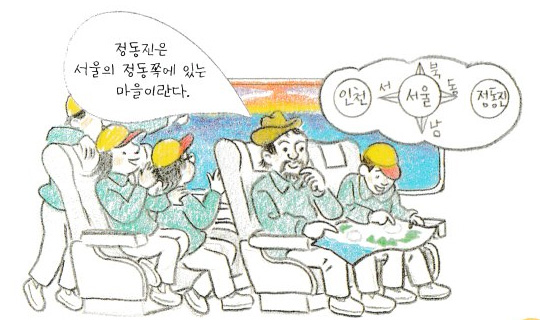 정동진은
서울의 정동쪽에 있는
마을이란다.
북
인천 서 서울 동 정동진
남